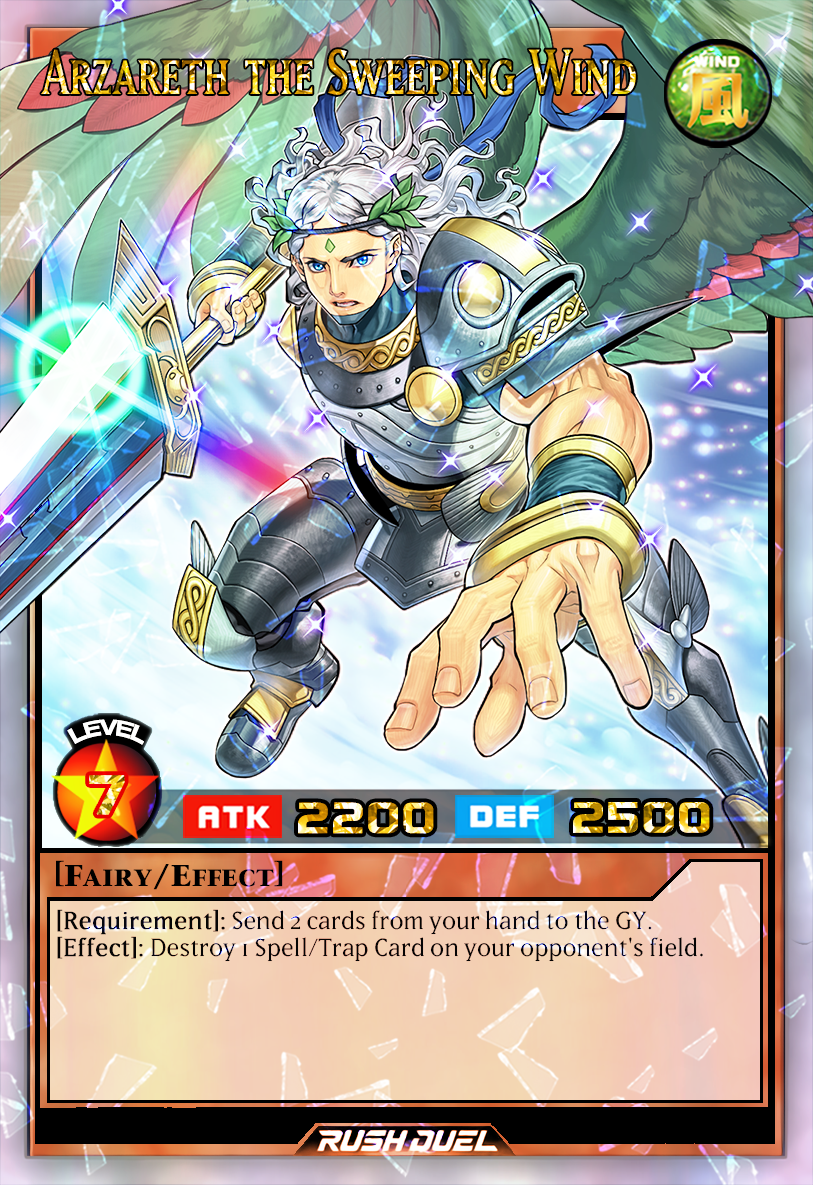 Arzareth the Sweeping Wind
WIND
風
LEVEL
7
ATK 2200 DEF 2500
[Fairy/Effect]
[Requirement]: Send 2 cards from your hand to the GY.
[Effect]: Destroy 1 Spell/Trap Card on your opponent's field.
RUSH DUEL